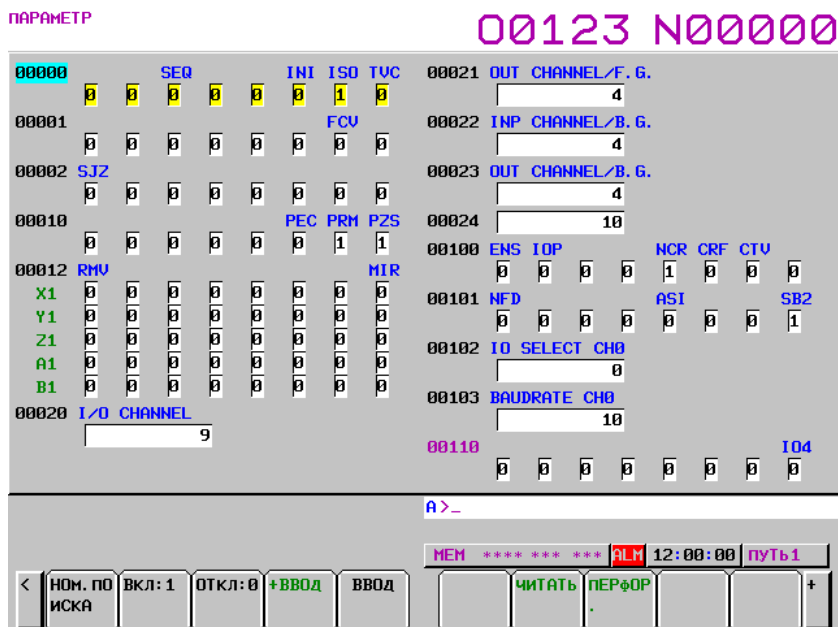 ПАРАМЕТР O0123 N00000
00000 SEQ INI ISO TVC
0 0 0 0 0 0 1 0
00001 FCV
0 0 0 0 0 0 0 0
00002 SJZ
0 0 0 0 0 0 0 0
00010 PEC PRM PZS
0 0 0 0 0 0 1 1
00012 RMV MIR
X1 0 0 0 0 0 0 0 0
Y1 0 0 0 0 0 0 0 0
Z1 0 0 0 0 0 0 0 0
A1 0 0 0 0 0 0 0 0
B1 0 0 0 0 0 0 0 0
00020 I/O CHANNEL
9
00021 OUT CHANNEL/F.G.
4
00022 INP CHANNEL/B.G.
4
00023 OUT CHANNEL/B.G.
4
00024 10
00100 ENS IOP NCR CRF CTV
0 0 0 0 1 0 0 0
00101 NFD ASI SB2
0 0 0 0 0 0 0 1
00102 IO SELECT CH0
0
00103 BAUDRATE CH0
10
00110 IO4
0 0 0 0 0 0 0 0
A>_
MEM **** *** *** ALM 12:00:00 ПУТЬ1
< НОМ.ПО ВКЛ:1 ОТКЛ:0 +ВВОД ВВОД ЧИТАТЬ ПЕРФОР +
ИСКА .